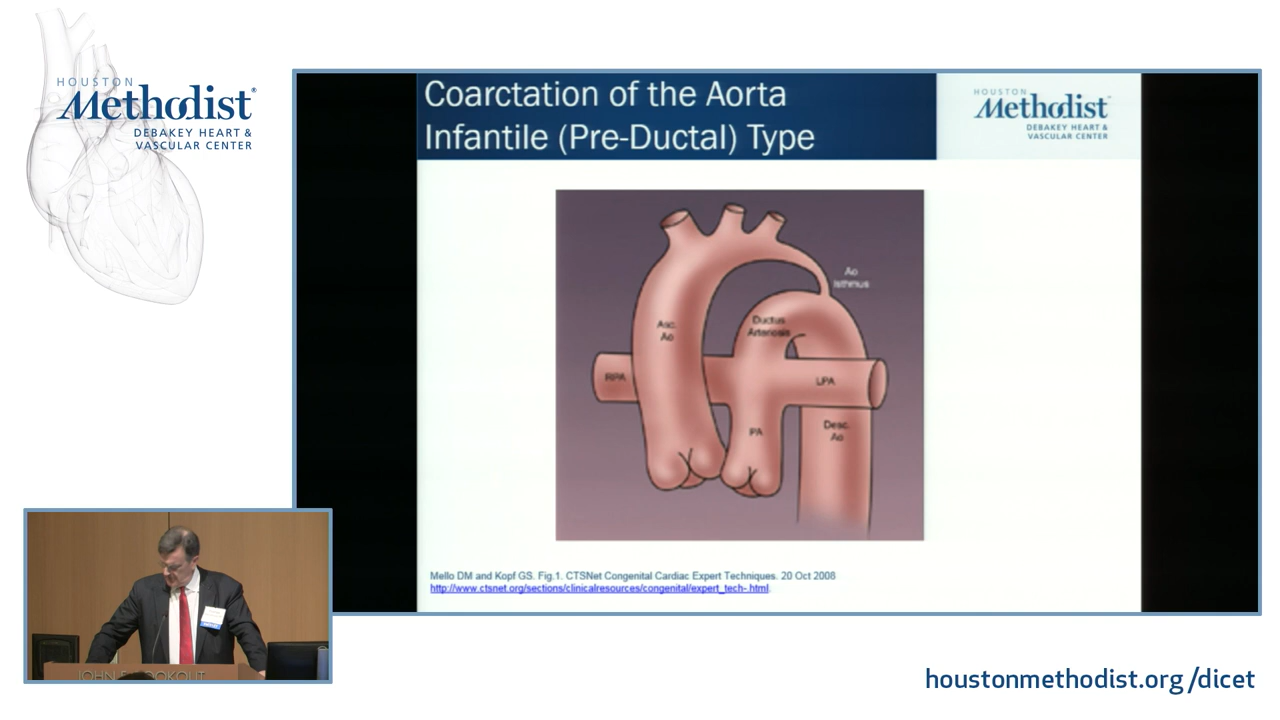 HOUSTON
Methodist®
DEBAKEY HEART &
VASCULAR CENTER
Coarctation of the Aorta
Infantile (Pre-Ductal) Type
HOUSTON
Methodist
DEBAKEY HEART &
VASCULAR CENTER
Ao
Isthmus
Asc.
Ao
Ductus
Arteriosis
RPA
LPA
PA
Desc.
Ao
Mello DM and Kopf GS. Fig.1. CTSNet Congenital Cardiac Expert Techniques. 20 Oct 2008
http://www.ctsnet.org/sections/clinicalresources/congenital/expert_tech-.html.
houstonmethodist.org/dicet